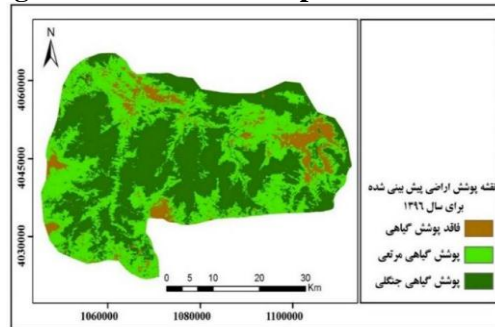 N
4060000
4045000
4030000
1060000
1080000
1100000
0 5 10 20 30
Km
نقشه پوشش اراضی پیش بینی شده
برای سال ۱۳۹٦
فاقد پوشش گیاهی
پوشش گیاهی مرتعی
پوشش گیاهی جنگلی